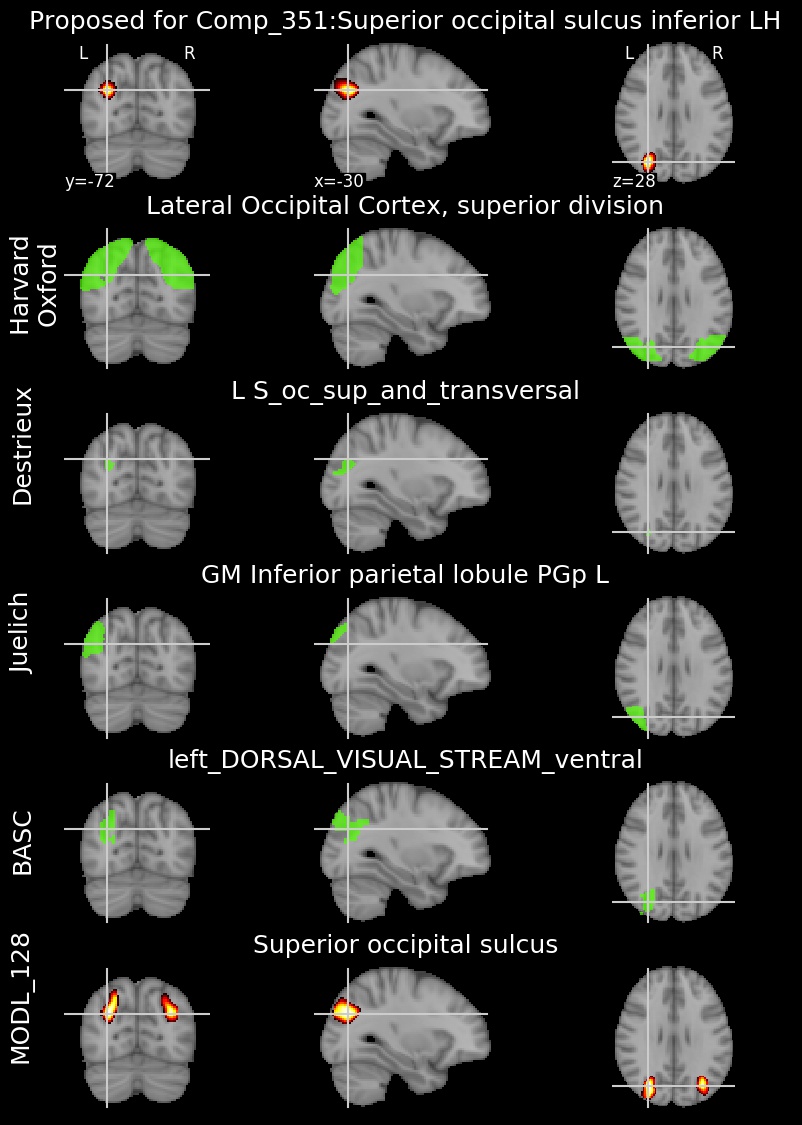 Proposed for Comp_351:Superior occipital sulcus inferior LH
L R L R
y=-72 x=-30 z=28
Lateral Occipital Cortex, superior division
Harvard
Oxford
L S_oc_sup_and_transversal
Destrieux
GM Inferior parietal lobule PGp L
Juelich
left_DORSAL_VISUAL_STREAM_ventral
BASC
Superior occipital sulcus
MODL_128